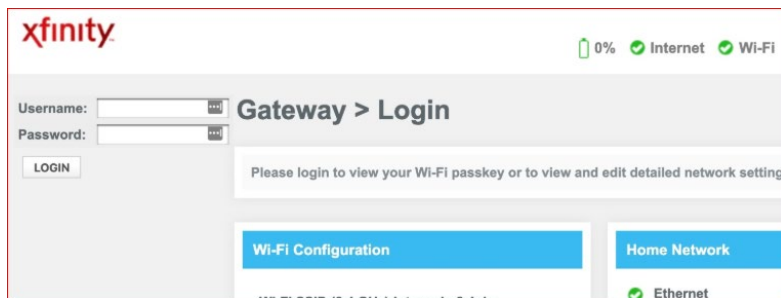 xfinity
0% Internet Wi-Fi
Username:
Password:
LOGIN
Gateway > Login
Please login to view your Wi-Fi passkey or to view and edit detailed network setting
Wi-Fi Configuration
Home Network
Ethernet